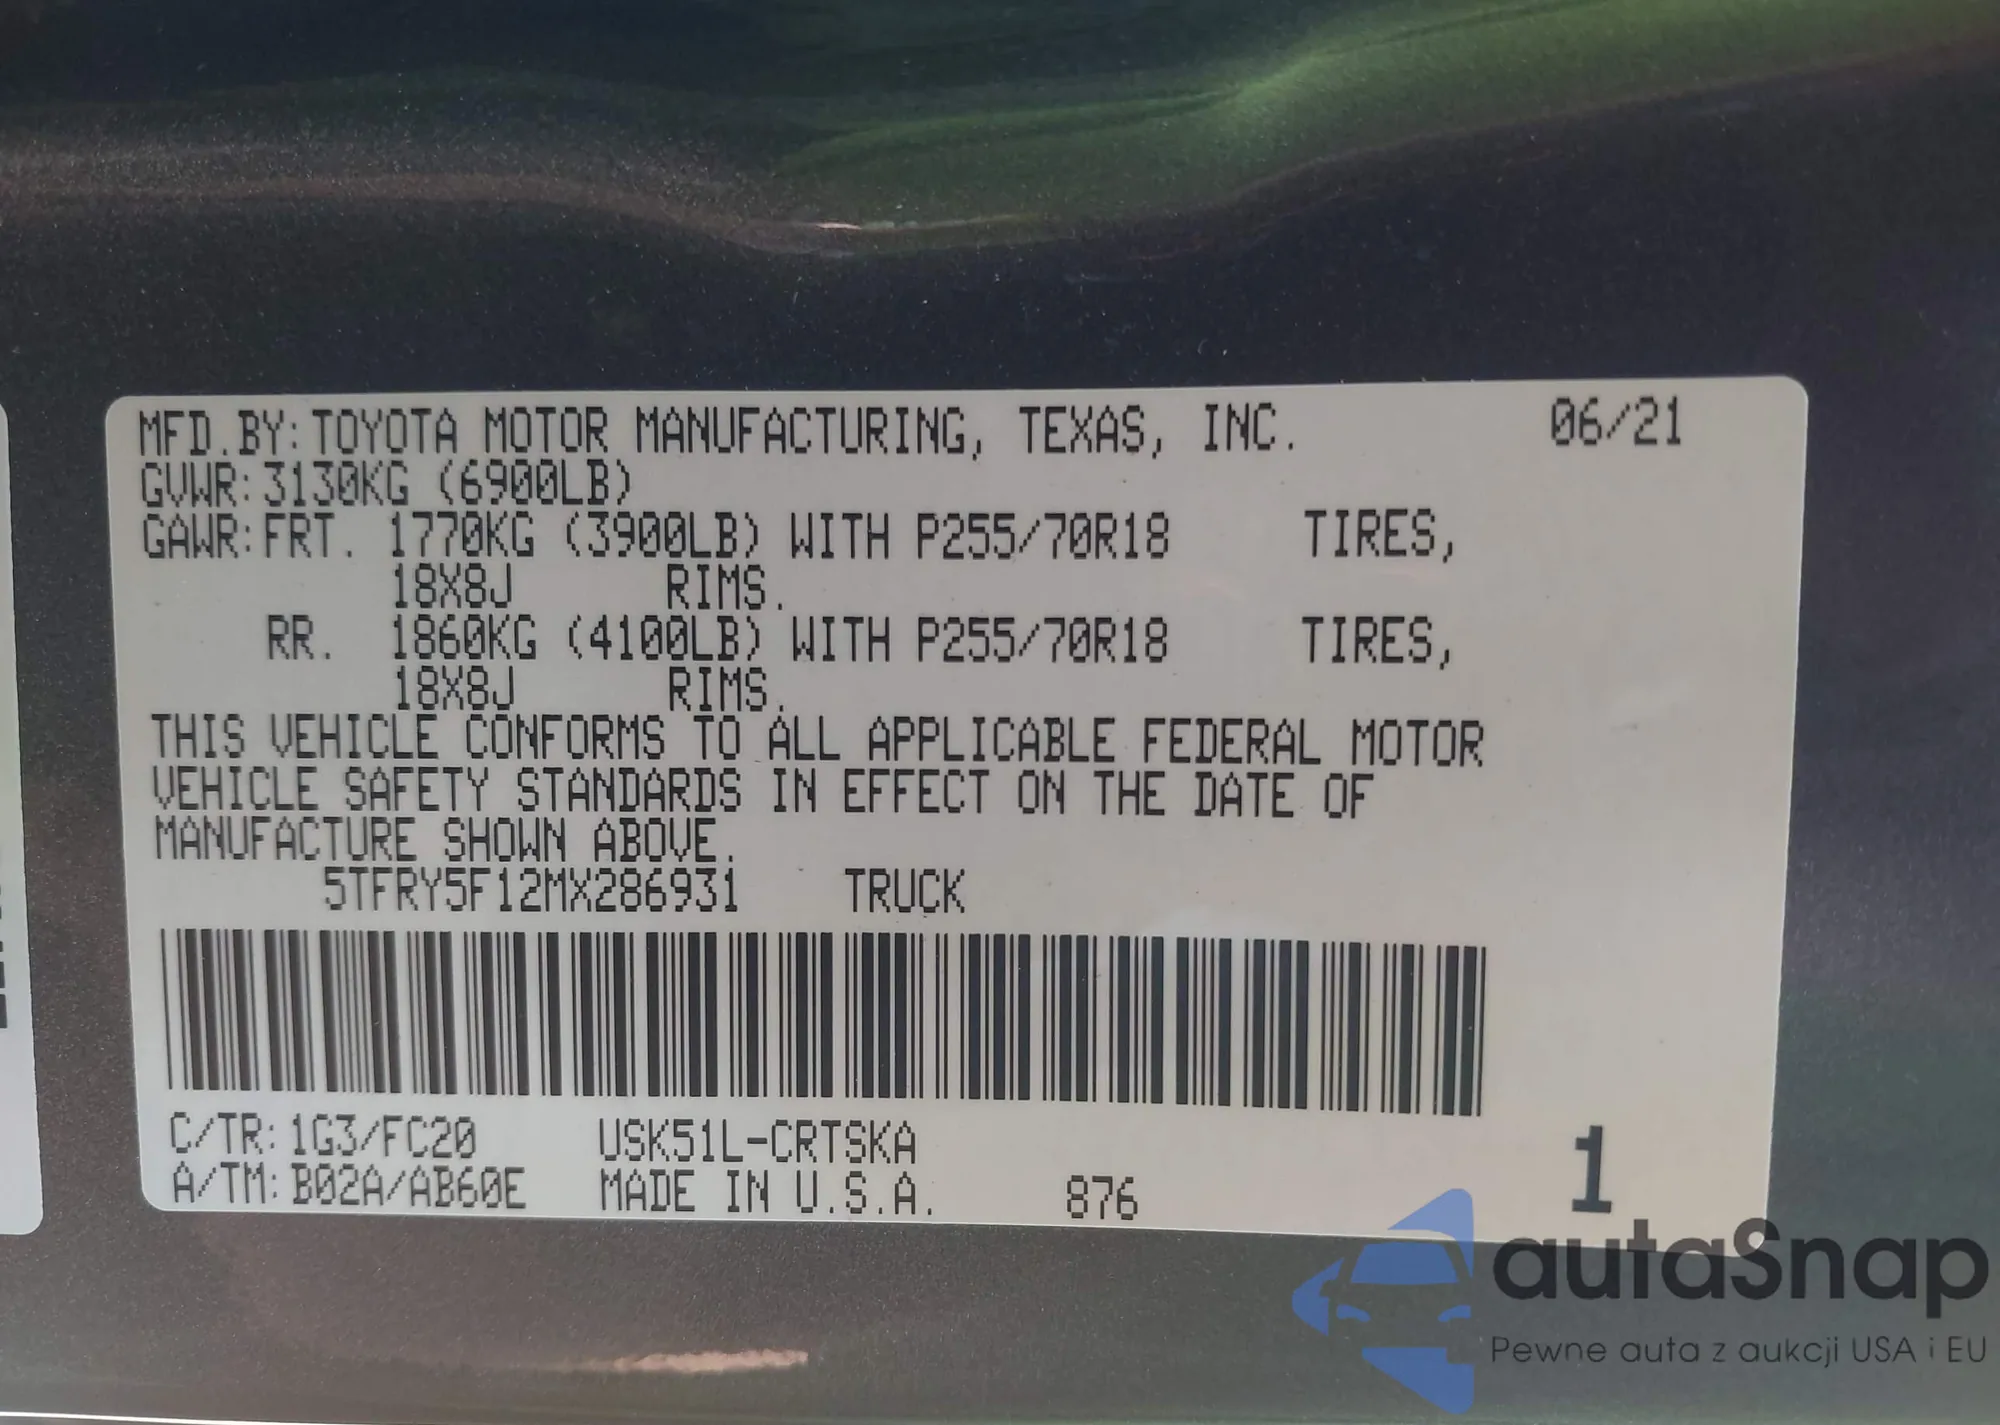 MFD.BY: TOYOTA MOTOR MANUFACTURING, TEXAS, INC. 06/21
GVWR: 3130KG (6900LB)
GAWR: FRT. 1770KG (3900LB) WITH P255/70R18 TIRES,
18X8J RIMS.
RR. 1860KG (4100LB) WITH P255/70R18 TIRES,
18X8J RIMS.
THIS VEHICLE CONFORMS TO ALL APPLICABLE FEDERAL MOTOR
VEHICLE SAFETY STANDARDS IN EFFECT ON THE DATE OF
MANUFACTURE SHOWN ABOVE.
5TFRY5F12MX286931 TRUCK
C/TR: 1G3/FC20 USK51L-CRTSKA
A/TM: B02A/AB60E MADE IN U.S.A. 876 1
autaSnap
Pewne auta z aukcji USA i EU